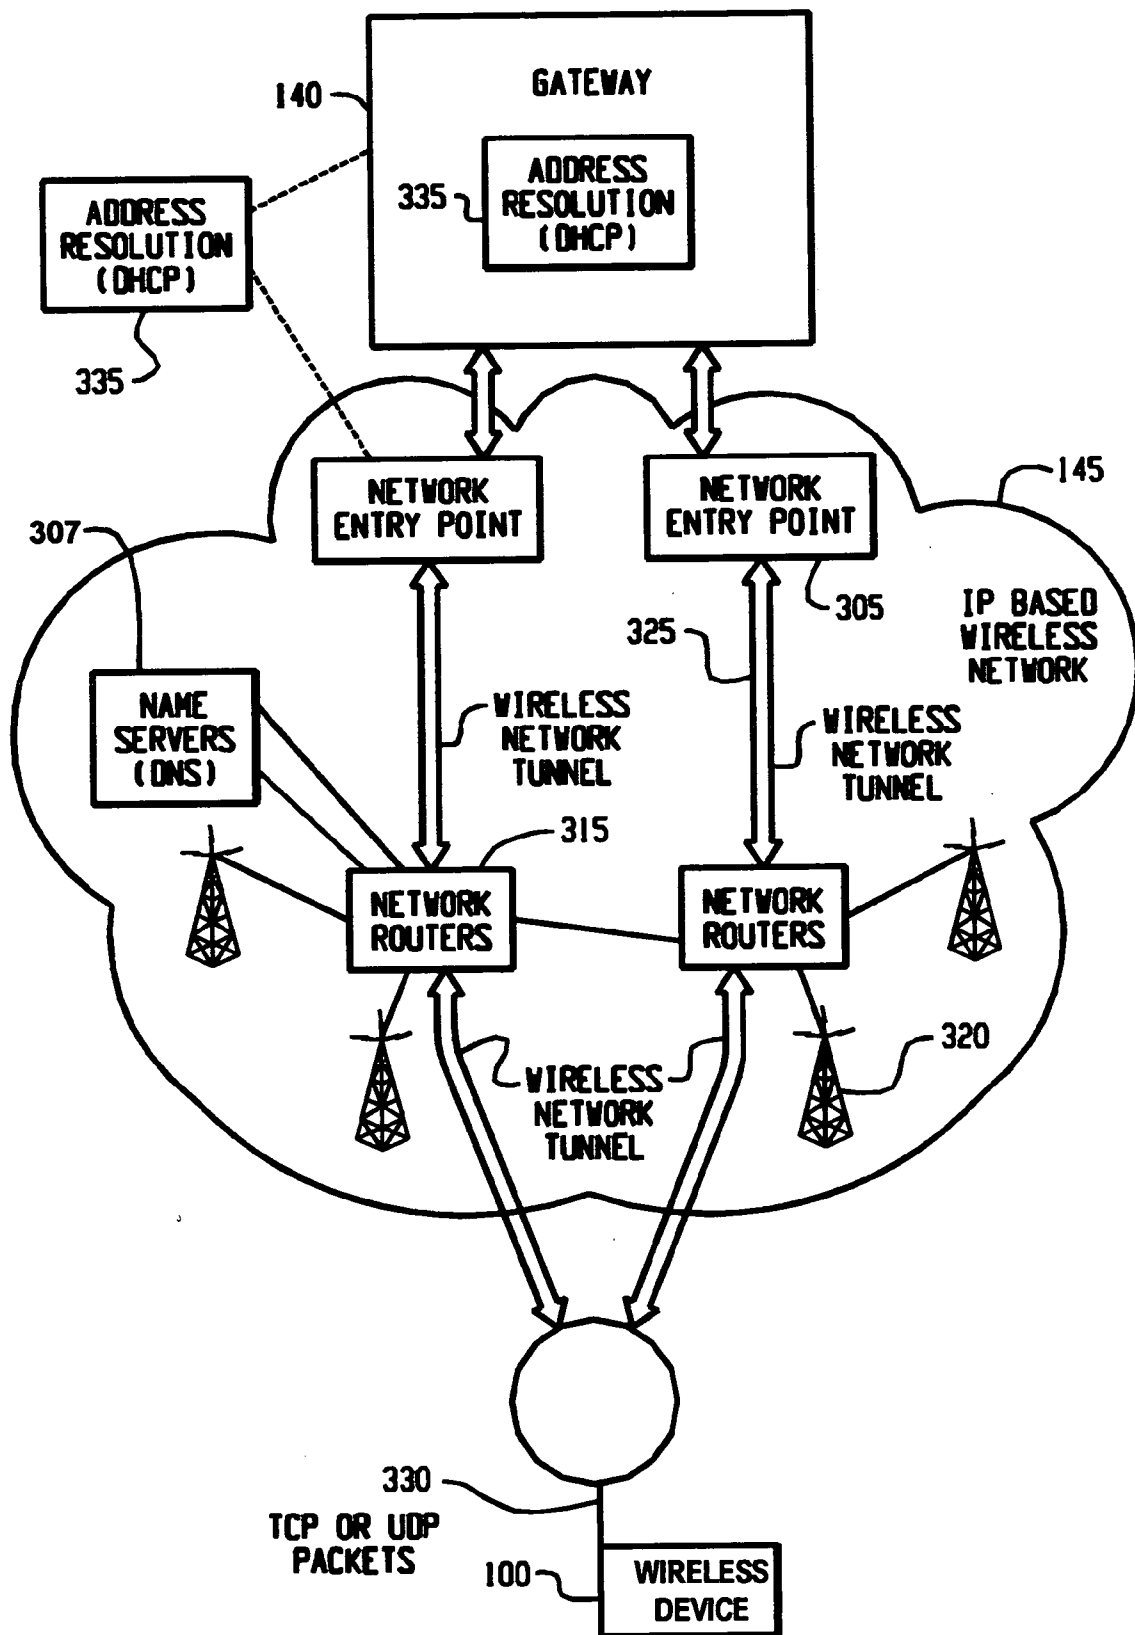 GATEWAY
140
ADDRESS
RESOLUTION
(DHCP)
335
ADDRESS
RESOLUTION
(DHCP)
335
145
NETWORK
ENTRY POINT
NETWORK
ENTRY POINT
307
305
IP BASED
WIRELESS
NETWORK
325
NAME
SERVERS
(DNS)
WIRELESS
NETWORK
TUNNEL
WIRELESS
NETWORK
TUNNEL
315
NETWORK
ROUTERS
NETWORK
ROUTERS
320
WIRELESS
NETWORK
TUNNEL
330
TCP OR UDP
PACKETS
100
WIRELESS
DEVICE